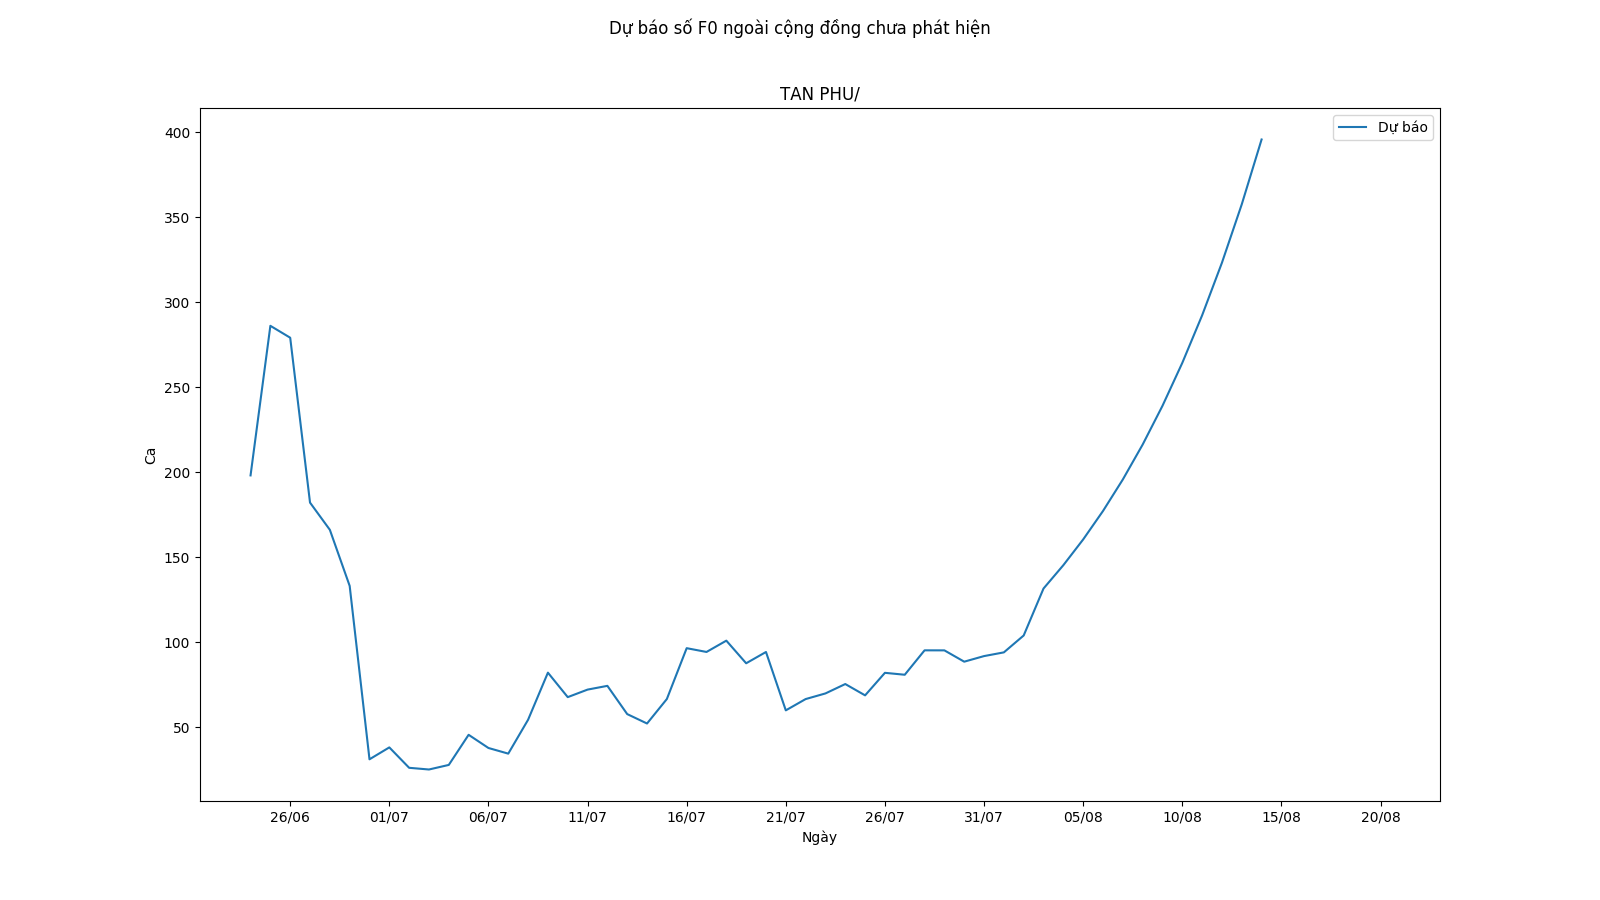 Dự báo số F0 ngoài cộng đồng chưa phát hiện
TAN PHU/
Dự báo
400
350
300
250
200
150
100
50
Ca
26/06 01/07 06/07 11/07 16/07 21/07 26/07 31/07 05/08 10/08 15/08 20/08
Ngày